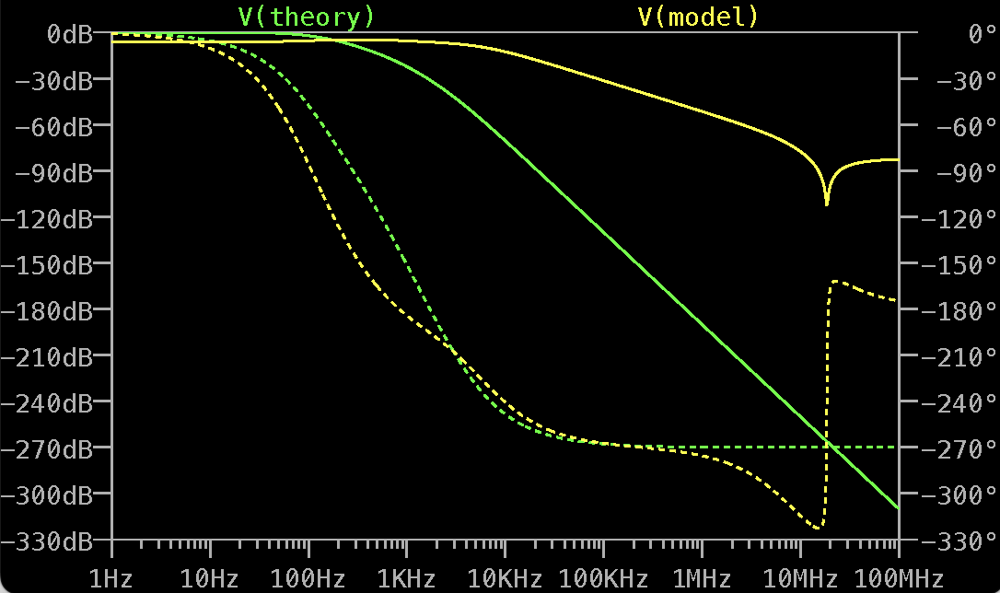 V(theory) V(model)
0dB 0°
−30dB −30°
−60dB −60°
−90dB −90°
−120dB −120°
−150dB −150°
−180dB −180°
−210dB −210°
−240dB −240°
−270dB −270°
−300dB −300°
−330dB −330°
1Hz 10Hz 100Hz 1KHz 10KHz 100KHz 1MHz 10MHz 100MHz